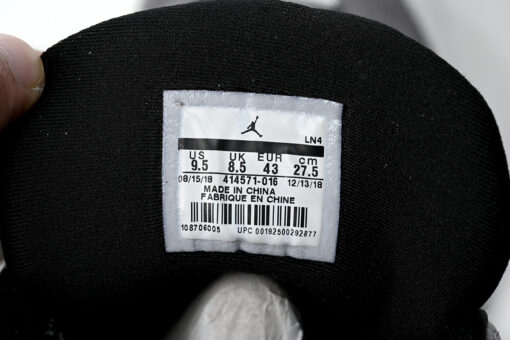 LN4
US UK EUR cm
9.5 8.5 43 27.5
08/15/18 414571-016 12/13/18
MADE IN CHINA
FABRIQUE EN CHINE
108706005 UPC 00192500292877